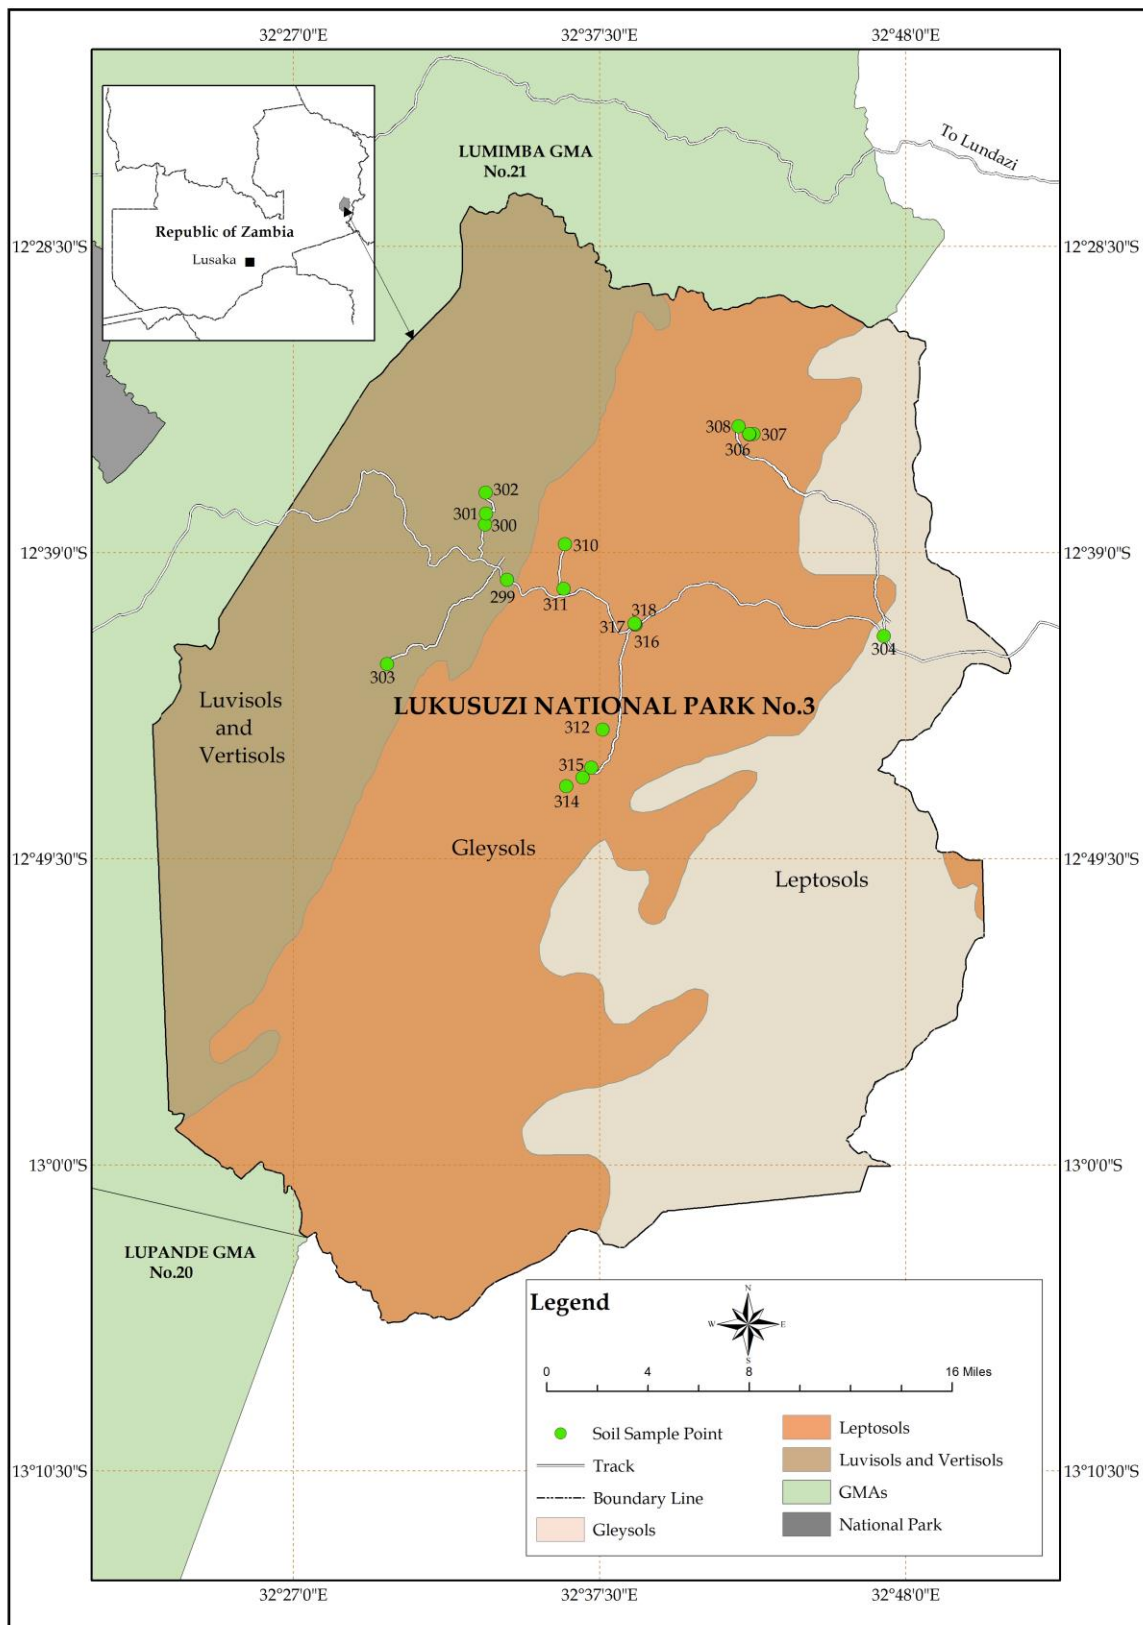 32°27'0"E
32°37'30"E
32°48'0"E
To Lundazi
LUMIMBA GMA
No.21
Republic of Zambia
Lusaka
12°28'30"S
12°28'30"S
308
307
306
302
301
300
310
12°39'0"S
12°39'0"S
299
311
318
317
316
304
303
Luvisols
and
Vertisols
LUKUSUZI NATIONAL PARK No.3
312
315
314
Gleysols
12°49'30"S
12°49'30"S
Leptosols
13°0'0"S
13°0'0"S
LUPANDE GMA
No.20
Legend
N
W
E
S
0
4
8
16 Miles
Soil Sample Point
Track
Boundary Line
Gleysols
Leptosols
Luvisols and Vertisols
GMAs
National Park
13°10'30"S
13°10'30"S
32°27'0"E
32°37'30"E
32°48'0"E